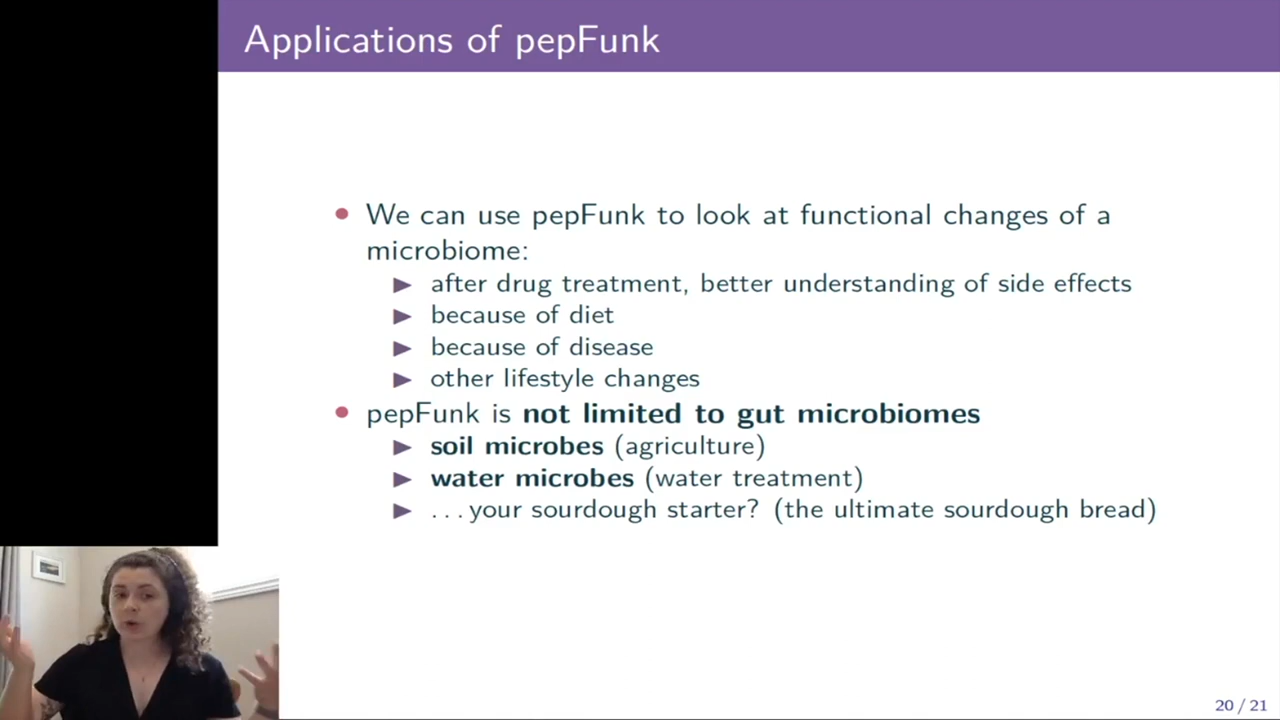 Applications of pepFunk
• We can use pepFunk to look at functional changes of a
microbiome:
▶ after drug treatment, better understanding of side effects
▶ because of diet
▶ because of disease
▶ other lifestyle changes
• pepFunk is not limited to gut microbiomes
▶ soil microbes (agriculture)
▶ water microbes (water treatment)
▶ ...your sourdough starter? (the ultimate sourdough bread)
20 / 21